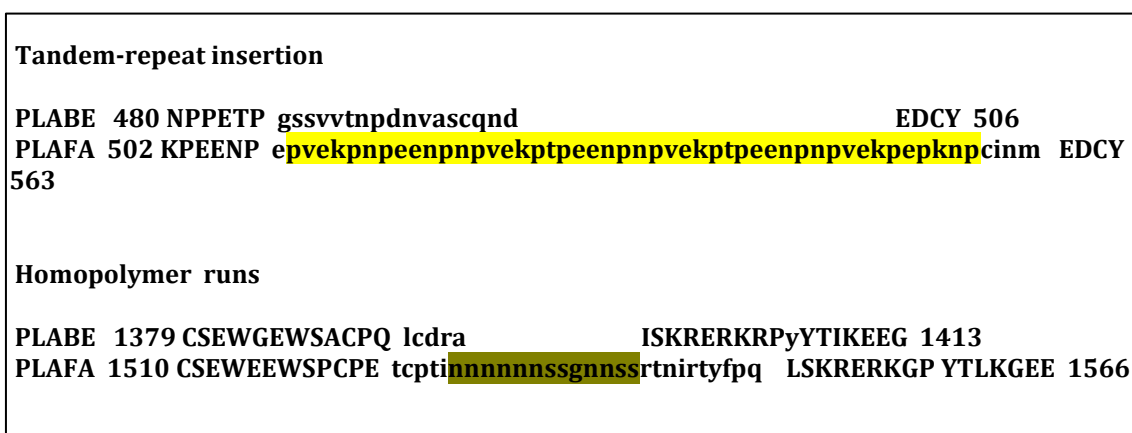 Tandem-repeat insertion
PLABE 480 NPPETP gssvvtnpdnvascqnd EDCY 506
PLAFA 502 KPEENP epvekpnpeenpnpvekptpeenpnpvekptpeenpnpvekpepknpcinm EDCY
563
Homopolymer runs
PLABE 1379 CSEWGEWSACPQ lcdra ISKRERKRPyYTIKEEG 1413
PLAFA 1510 CSEWEEWSPCPE tcptinnnnnnssgnnssrtnirtyfpq LSKRERKGP YTLKGEE 1566